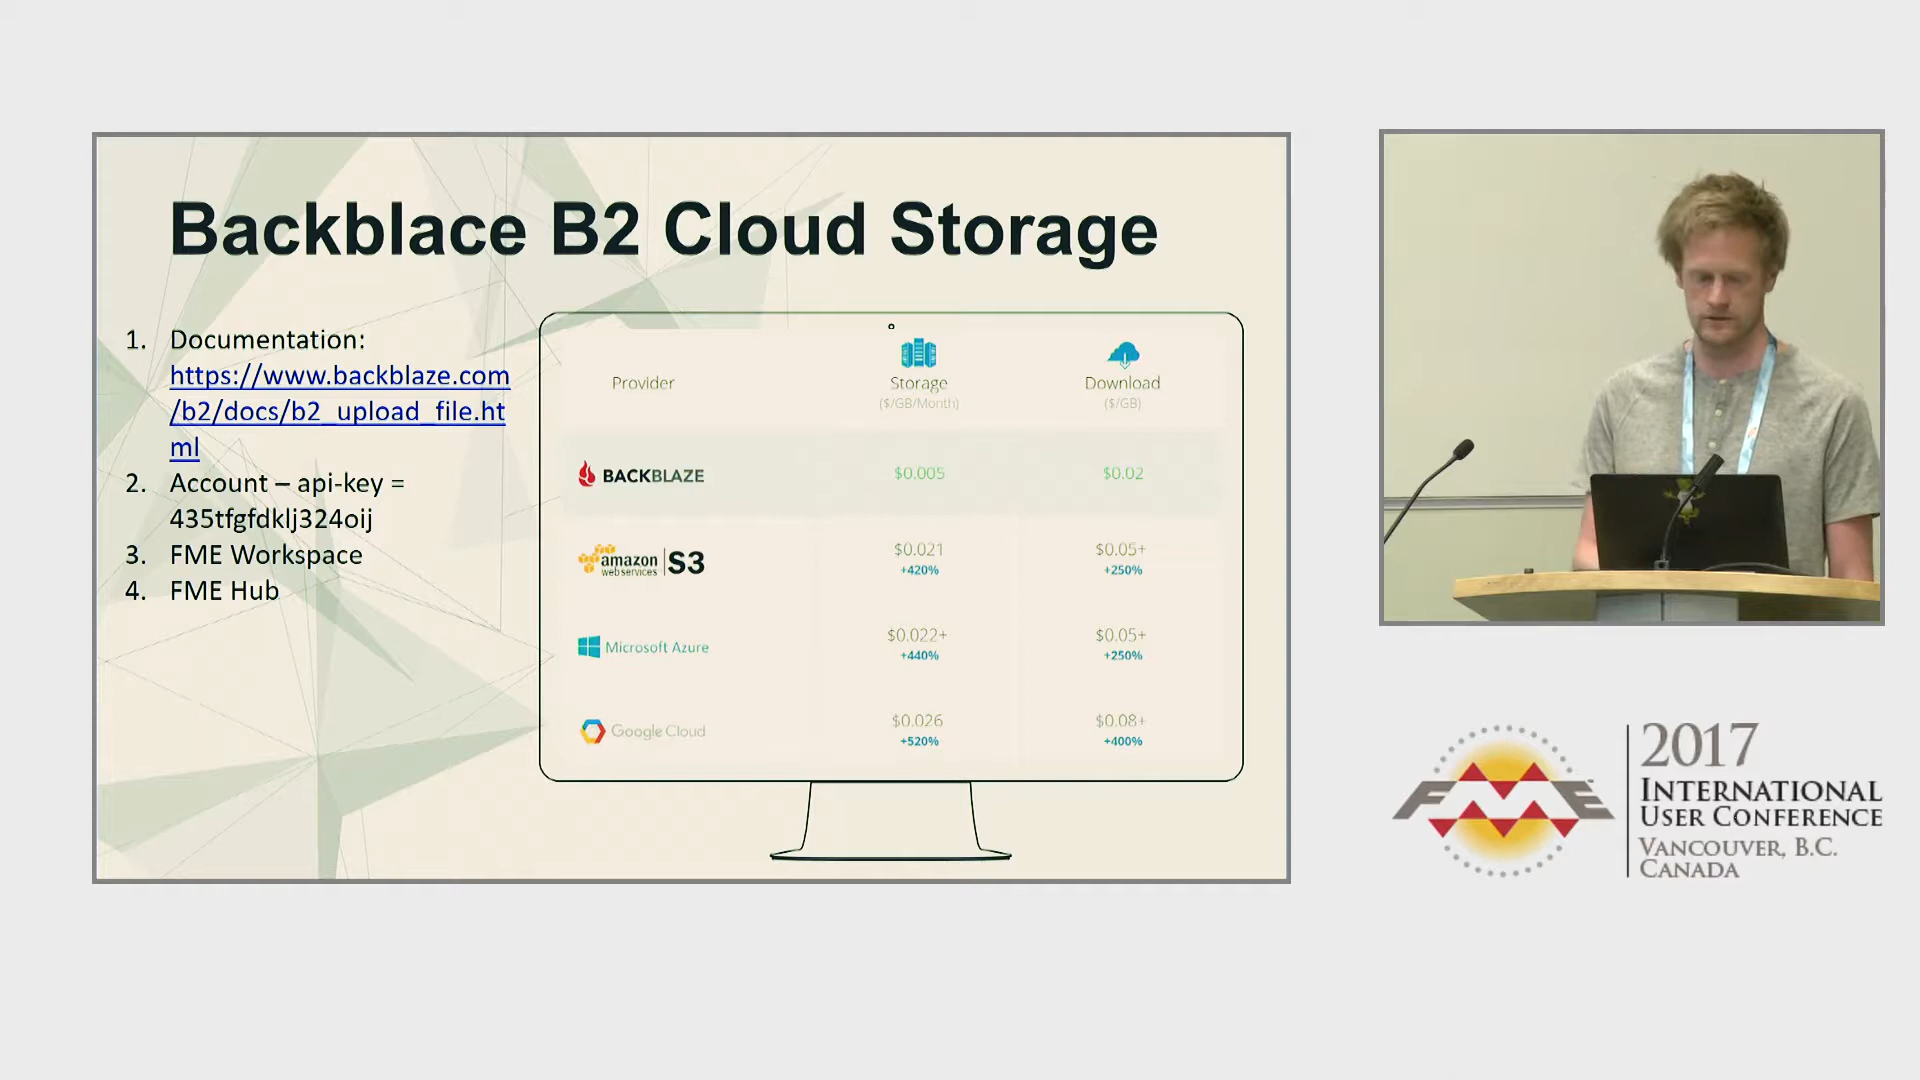 Backblace B2 Cloud Storage
1. Documentation:
https://www.backblaze.com
/b2/docs/b2_upload_file.ht
ml
2. Account – api-key =
435tfgfdklj324oij
3. FME Workspace
4. FME Hub
Provider
Storage
($/GB/Month)
Download
($/GB)
BACKBLAZE
$0.005
$0.02
amazon
web services
S3
$0.021
+420%
$0.05+
+250%
Microsoft Azure
$0.022+
+440%
$0.05+
+250%
Google Cloud
$0.026
+520%
$0.08+
+400%
FME
2017
INTERNATIONAL
USER CONFERENCE
VANCOUVER, B.C.
CANADA